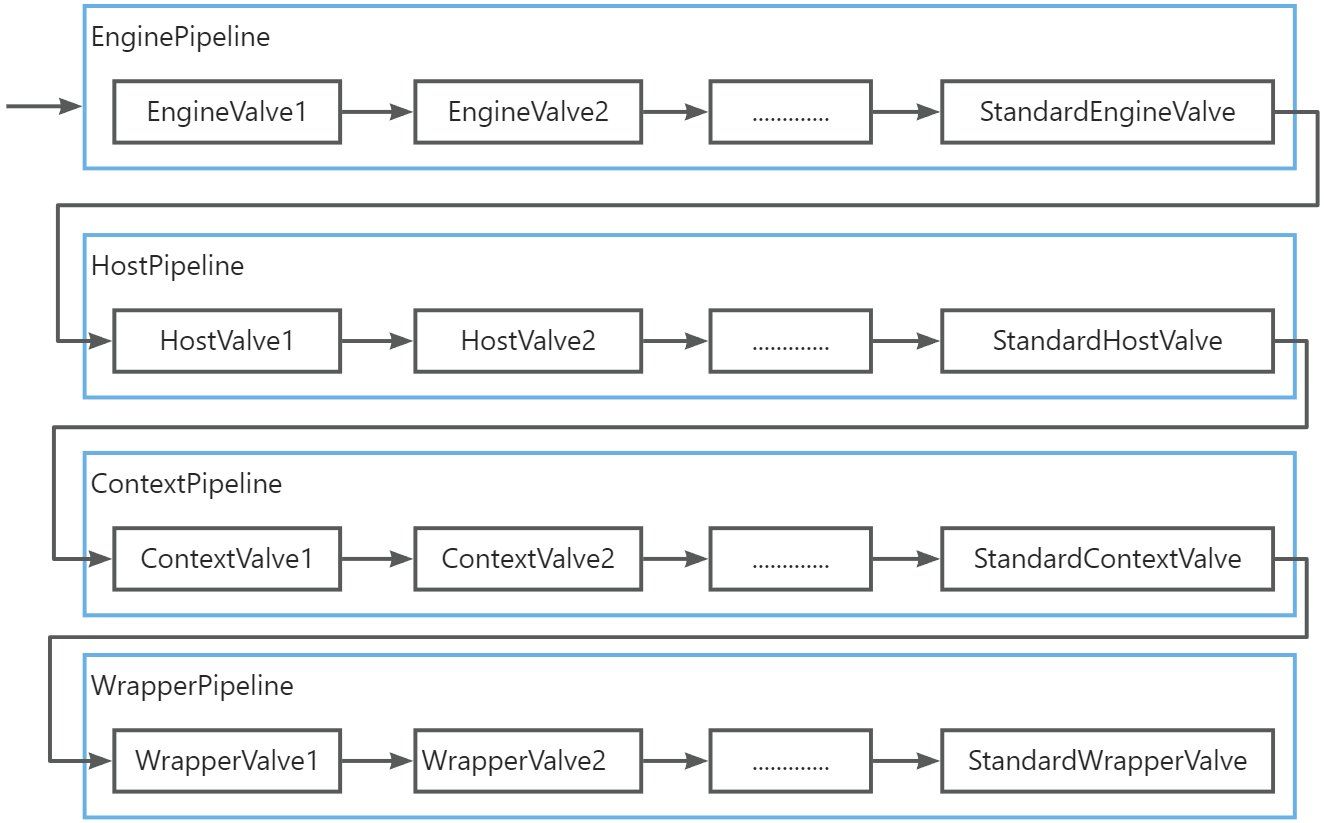 EnginePipeline
EngineValve1 EngineValve2 ............. StandardEngineValve
HostPipeline
HostValve1 HostValve2 ............. StandardHostValve
ContextPipeline
ContextValve1 ContextValve2 ............. StandardContextValve
WrapperPipeline
WrapperValve1 WrapperValve2 ............. StandardWrapperValve